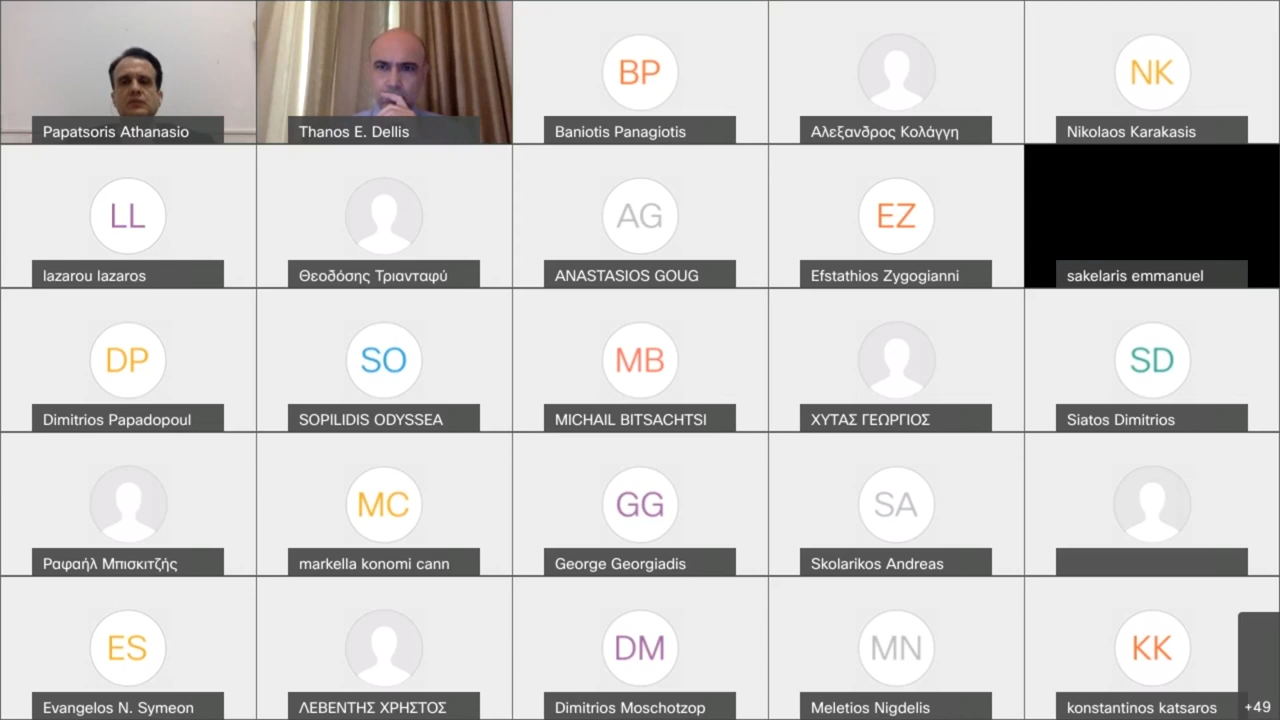 Papatsoris Athanasio
Thanos E. Dellis
BP
Baniotis Panagiotis
Αλεξανδρος Κολάγγη
NK
Nikolaos Karakasis
LL
lazarou lazaros
Θεοδόσης Τριανταφύ
AG
ANASTASIOS GOUG
EZ
Efstathios Zygogianni
sakelaris emmanuel
DP
Dimitrios Papadopoul
SO
SOPILIDIS ODYSSEA
MB
MICHAIL BITSACHTSI
ΧΥΤΑΣ ΓΕΩΡΓΙΟΣ
SD
Siatos Dimitrios
Ραφαήλ Μπισκιτζής
MC
markella konomi cann
GG
George Georgiadis
SA
Skolarikos Andreas
ES
Evangelos N. Symeon
ΛΕΒΕΝΤΗΣ ΧΡΗΣΤΟΣ
DM
Dimitrios Moschotzop
MN
Meletios Nigdelis
KK
konstantinos katsaros
+49